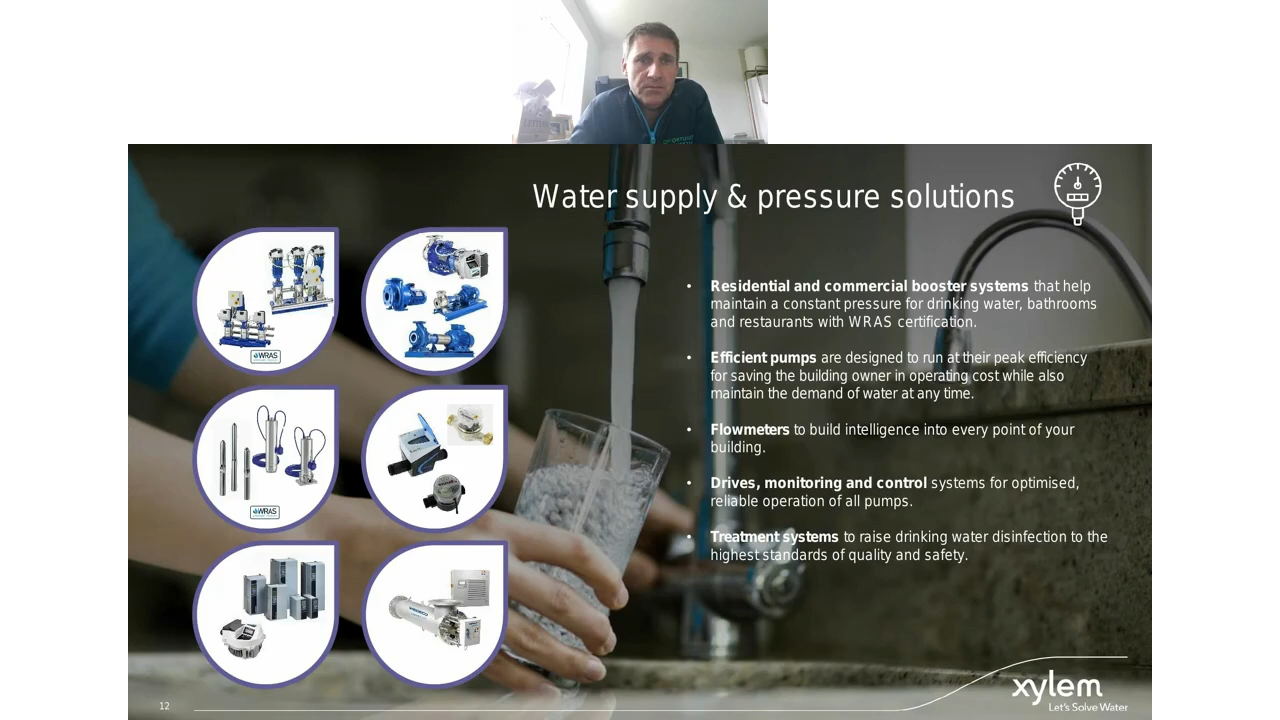 Water supply & pressure solutions
• Residential and commercial booster systems that help
maintain a constant pressure for drinking water, bathrooms
and restaurants with WRAS certification.
• Efficient pumps are designed to run at their peak efficiency
for saving the building owner in operating cost while also
maintain the demand of water at any time.
• Flowmeters to build intelligence into every point of your
building.
• Drives, monitoring and control systems for optimised,
reliable operation of all pumps.
• Treatment systems to raise drinking water disinfection to the
highest standards of quality and safety.
WRAS
WRAS
12
xylem
Let's Solve Water